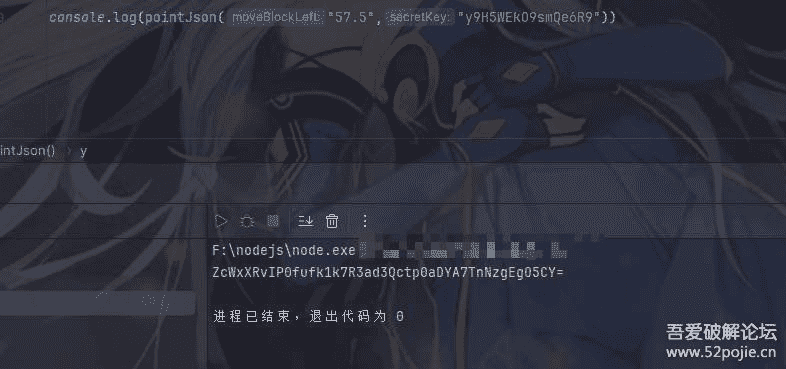 console.log(pointJson( moveBlockLeft: "57.5", secretKey: "y9H5WEkO9smQe6R9"))
intJson() › y
F:\nodejs\node.exe
ZcWxXRvIP0fufk1k7R3ad3Qctp0aDYA7TnNzgEgO5CY=
进程已结束，退出代码为 0
吾爱破解论坛
www.52pojie.cn